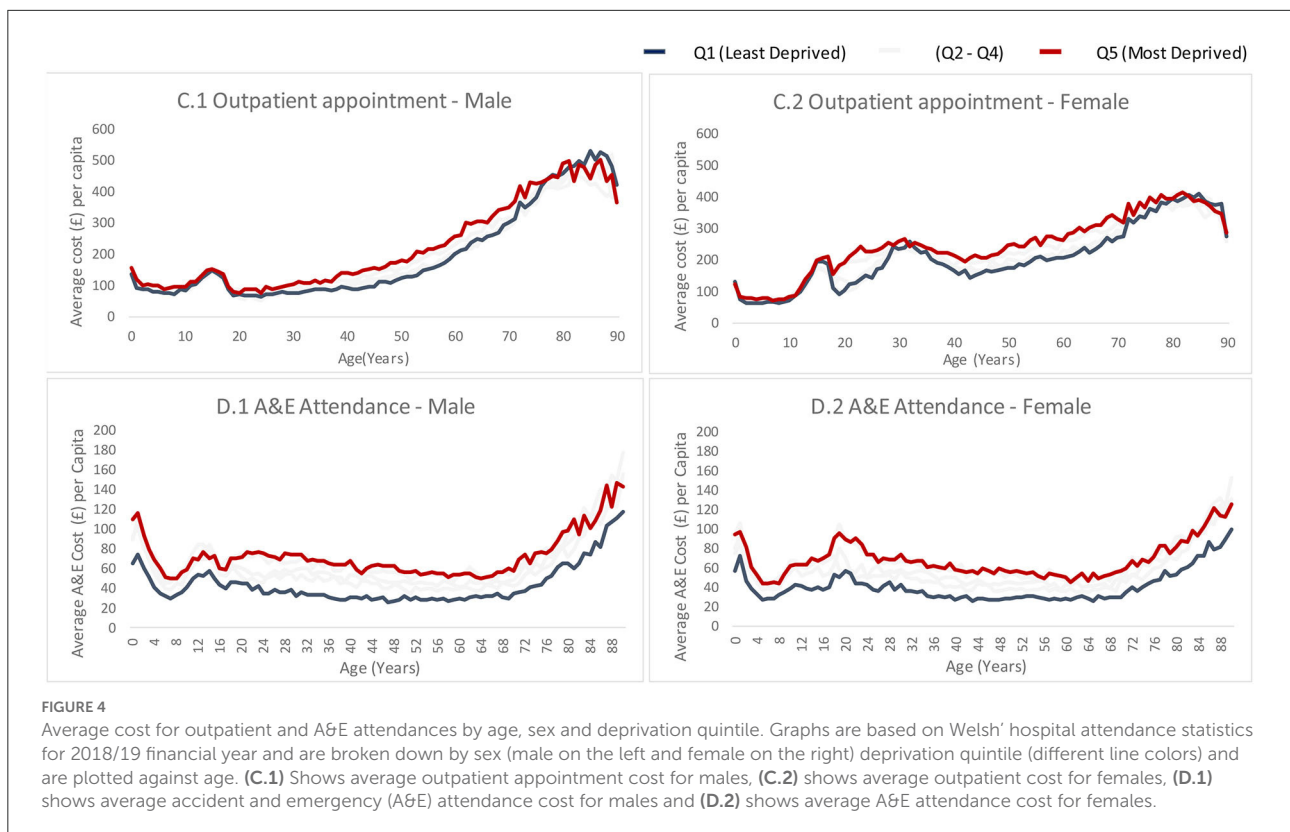 Q1 (Least Deprived) (Q2 - Q4) Q5 (Most Deprived)
C.1 Outpatient appointment - Male
Average cost (£) per capita
600
500
400
300
200
100
0
0 10 20 30 40 50 60 70 80 90
Age(Years)
C.2 Outpatient appointment - Female
Average cost (£) per capita
600
500
400
300
200
100
0
0 10 20 30 40 50 60 70 80 90
Age(Years)
D.1 A&E Attendance - Male
Average A&E Cost (£) per Capita
200
180
160
140
120
100
80
60
40
20
0
0 4 8 12 16 20 24 28 32 36 40 44 48 52 56 60 64 68 72 76 80 84 88
Age (Years)
D.2 A&E Attendance - Female
Average A&E Cost (£) per Capita
200
180
160
140
120
100
80
60
40
20
0
0 4 8 12 16 20 24 28 32 36 40 44 48 52 56 60 64 68 72 76 80 84 88
Age (Years)
FIGURE 4
Average cost for outpatient and A&E attendances by age, sex and deprivation quintile. Graphs are based on Welsh' hospital attendance statistics
for 2018/19 financial year and are broken down by sex (male on the left and female on the right) deprivation quintile (different line colors) and
are plotted against age. (C.1) Shows average outpatient appointment cost for males, (C.2) shows average outpatient cost for females, (D.1)
shows average accident and emergency (A&E) attendance cost for males and (D.2) shows average A&E attendance cost for females.